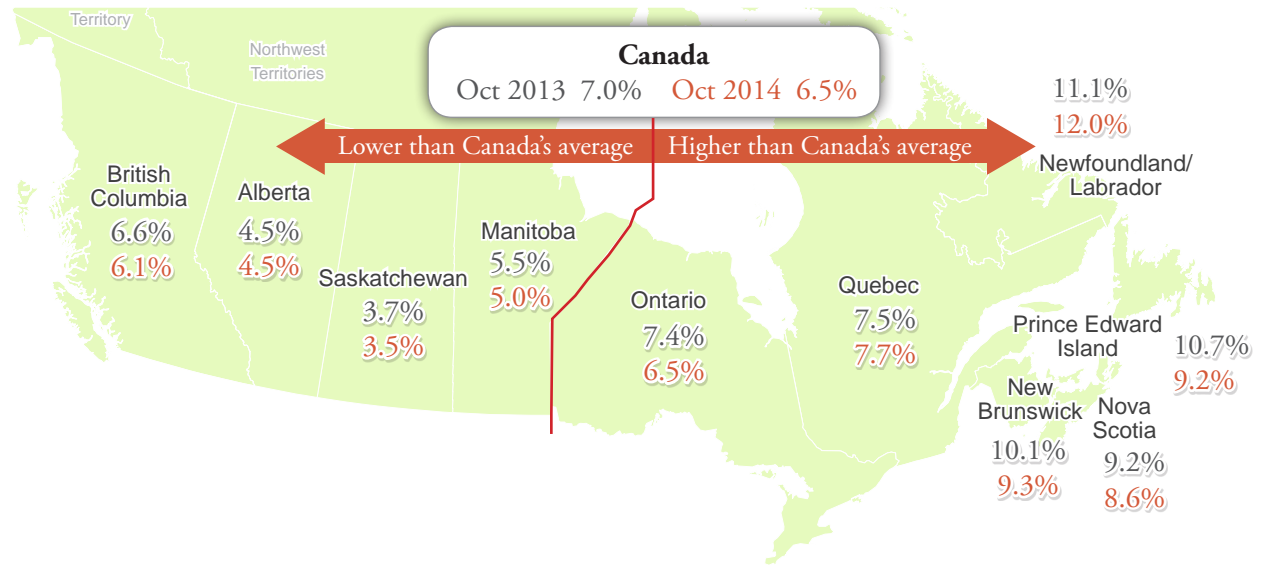 Territory
Northwest
Territories
Canada
Oct 2013 7.0% Oct 2014 6.5%
Lower than Canada's average
Higher than Canada's average
11.1%
12.0%
Newfoundland/
Labrador
British
Columbia
6.6%
6.1%
Alberta
4.5%
4.5%
Saskatchewan
3.7%
3.5%
Manitoba
5.5%
5.0%
Ontario
7.4%
6.5%
Quebec
7.5%
7.7%
Prince Edward
Island
10.7%
9.2%
New
Brunswick
10.1%
9.3%
Nova
Scotia
9.2%
8.6%